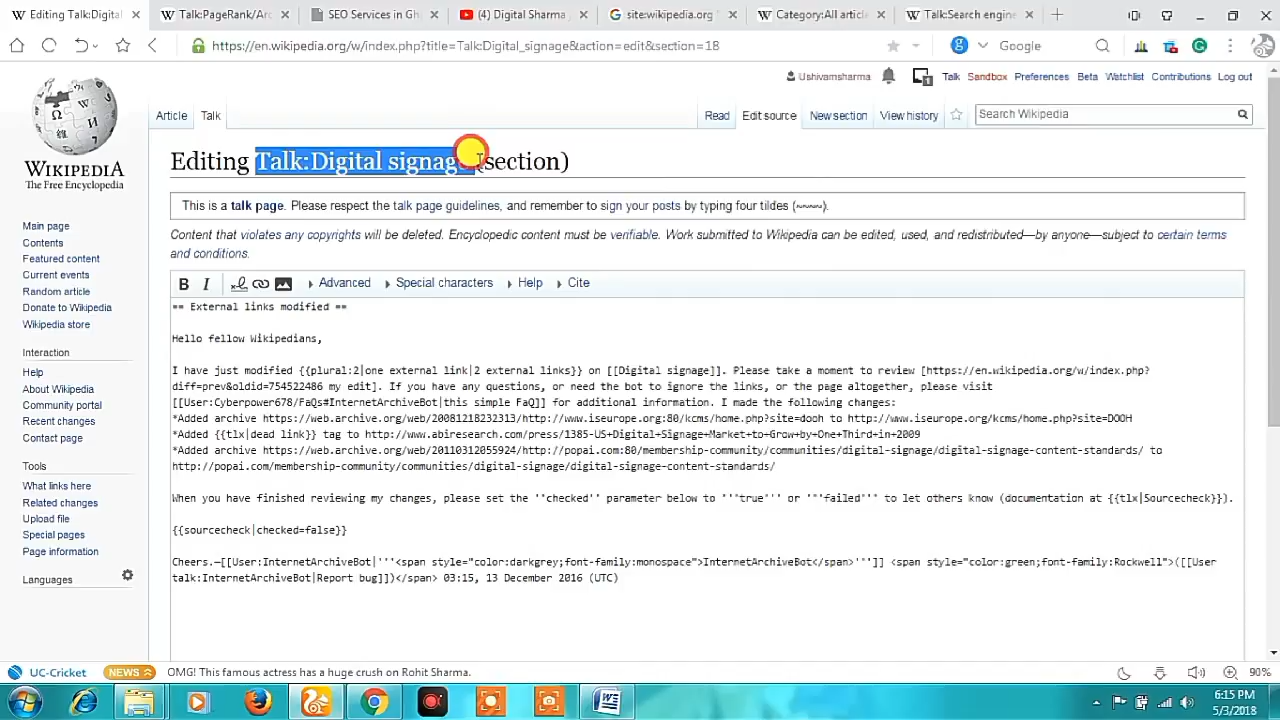 Editing Talk:Digital
Talk:PageRank/Arc
SEO Services in Gh
(4) Digital Sharma
site:wikipedia.org
Category:All article
Talk:Search engine
https://en.wikipedia.org/w/index.php?title=Talk:Digital_signage&action=edit&section=18
Google
Ushivamsharma 1 Talk Sandbox Preferences Beta Watchlist Contributions Log out
Article Talk Read Edit source New section View history Search Wikipedia
WIKIPEDIA
The Free Encyclopedia
Main page
Contents
Featured content
Current events
Random article
Donate to Wikipedia
Wikipedia store
Interaction
Help
About Wikipedia
Community portal
Recent changes
Contact page
Tools
What links here
Related changes
Upload file
Special pages
Page information
Languages
Editing Talk:Digital signage (section)
This is a talk page. Please respect the talk page guidelines, and remember to sign your posts by typing four tildes (~~~~).
Content that violates any copyrights will be deleted. Encyclopedic content must be verifiable. Work submitted to Wikipedia can be edited, used, and redistributed—by anyone—subject to certain terms
and conditions.
B I Advanced Special characters Help Cite
== External links modified ==
Hello fellow Wikipedians,
I have just modified {{plural:2|one external link|2 external links}} on [[Digital signage]]. Please take a moment to review [https://en.wikipedia.org/w/index.php?
diff=prev&oldid=754522486 my edit]. If you have any questions, or need the bot to ignore the links, or the page altogether, please visit
[[User:Cyberpower678/FaQs#InternetArchiveBot|this simple FaQ]] for additional information. I made the following changes:
*Added archive https://web.archive.org/web/20081218232313/http://www.iseurope.org:80/kcms/home.php?site=dooh to http://www.iseurope.org/kcms/home.php?site=DOOH
*Added {{tlx|dead link}} tag to http://www.abiresearch.com/press/1385-US+Digital+Signage+Market+to+Grow+by+One+Third+in+2009
*Added archive https://web.archive.org/web/20110312055924/http://popai.com:80/membership-community/communities/digital-signage/digital-signage-content-standards/ to
http://popai.com/membership-community/communities/digital-signage/digital-signage-content-standards/
When you have finished reviewing my changes, please set the ''checked'' parameter below to '''true''' or '''failed''' to let others know (documentation at {{tlx|Sourcecheck}}).
{{sourcecheck|checked=false}}
Cheers.—[[User:InternetArchiveBot|'''<span style="color:darkgrey;font-family:monospace">InternetArchiveBot</span>''']] <span style="color:green;font-family:Rockwell">([[User
talk:InternetArchiveBot|Report bug]])</span> 03:15, 13 December 2016 (UTC)
UC-Cricket NEWS OMG! This famous actress has a huge crush on Rohit Sharma. 90%
6:15 PM
5/3/2018